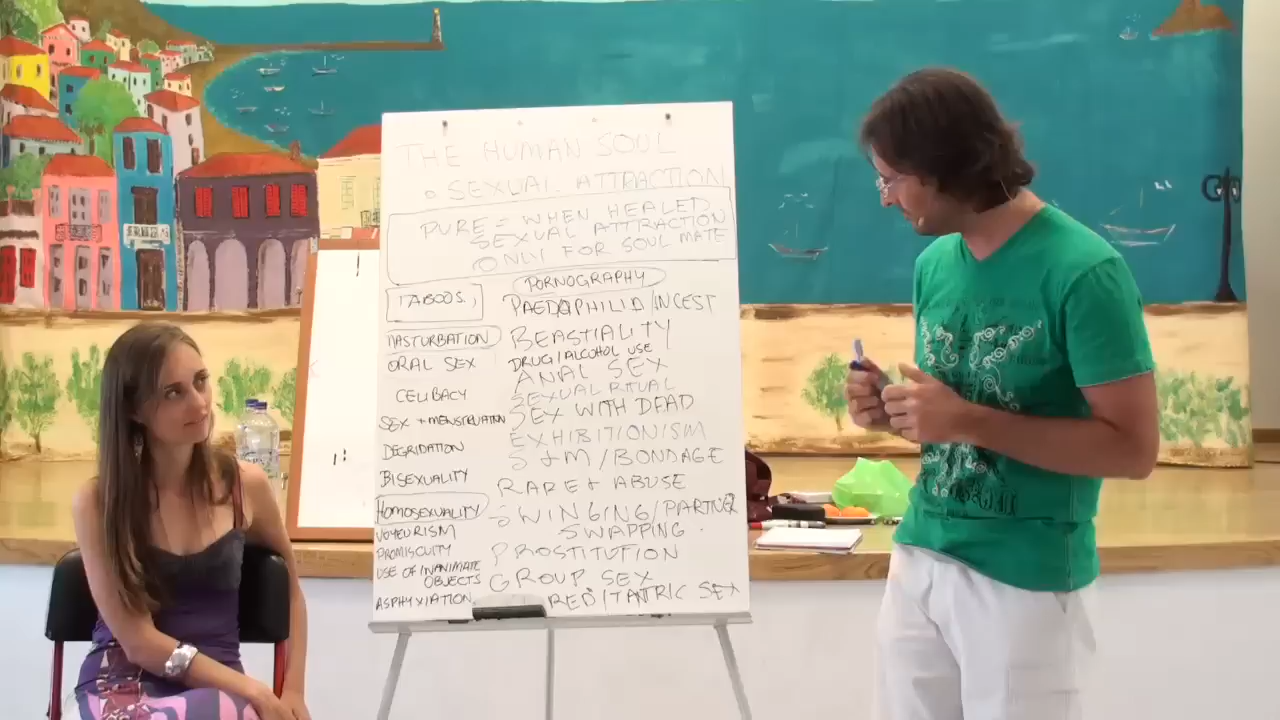 THE HUMAN SOUL
o SEXUAL ATTRACTION
PURE = WHEN HEALED
SEXUAL ATTRACTION
ONLY FOR SOUL MATE
TABOOS,
MASTURBATION
ORAL SEX
CELIBACY
SEX + MENSTRUATION
DEGRIDATION
BISEXUALITY
HOMOSEXUALITY
VOYEURISM
PROMISCUITY
USE OF INANIMATE
OBJECTS
ASPHYXIATION
PORNOGRAPHY
PAEDOPHILIA/INCEST
BEASTIALITY
DRUG/ALCOHOL USE
ANAL SEX
SEXUAL RITUAL
SEX WITH DEAD
EXHIBITIONISM
S+M/BONDAGE
RAPE + ABUSE
SWINGING/PARTNER
SWAPPING
PROSTITUTION
GROUP SEX
SEX